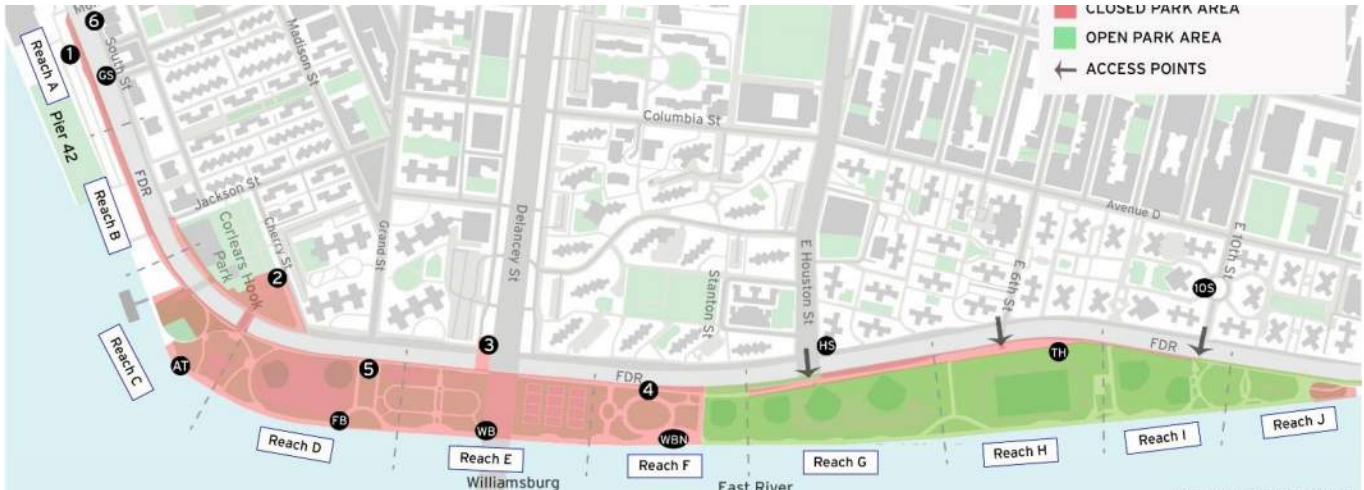 CLOSED PARK AREA
OPEN PARK AREA
ACCESS POINTS
6
1
Reach A
GS
South St
Madison St
Pier 42
FDR
Columbia St
Jackson St
Reach B
Corlears Hook
Park
Cherry St
Grand St
Delancey St
Stanton St
E Houston St
E 6th St
Avenue D
E 10th St
10S
2
3
HS
TH
FDR
FDR
Reach C
AT
5
4
FB
WB
WBN
Reach D
Reach E
Reach F
Reach G
Reach H
Reach I
Reach J
Williamsburg
East River